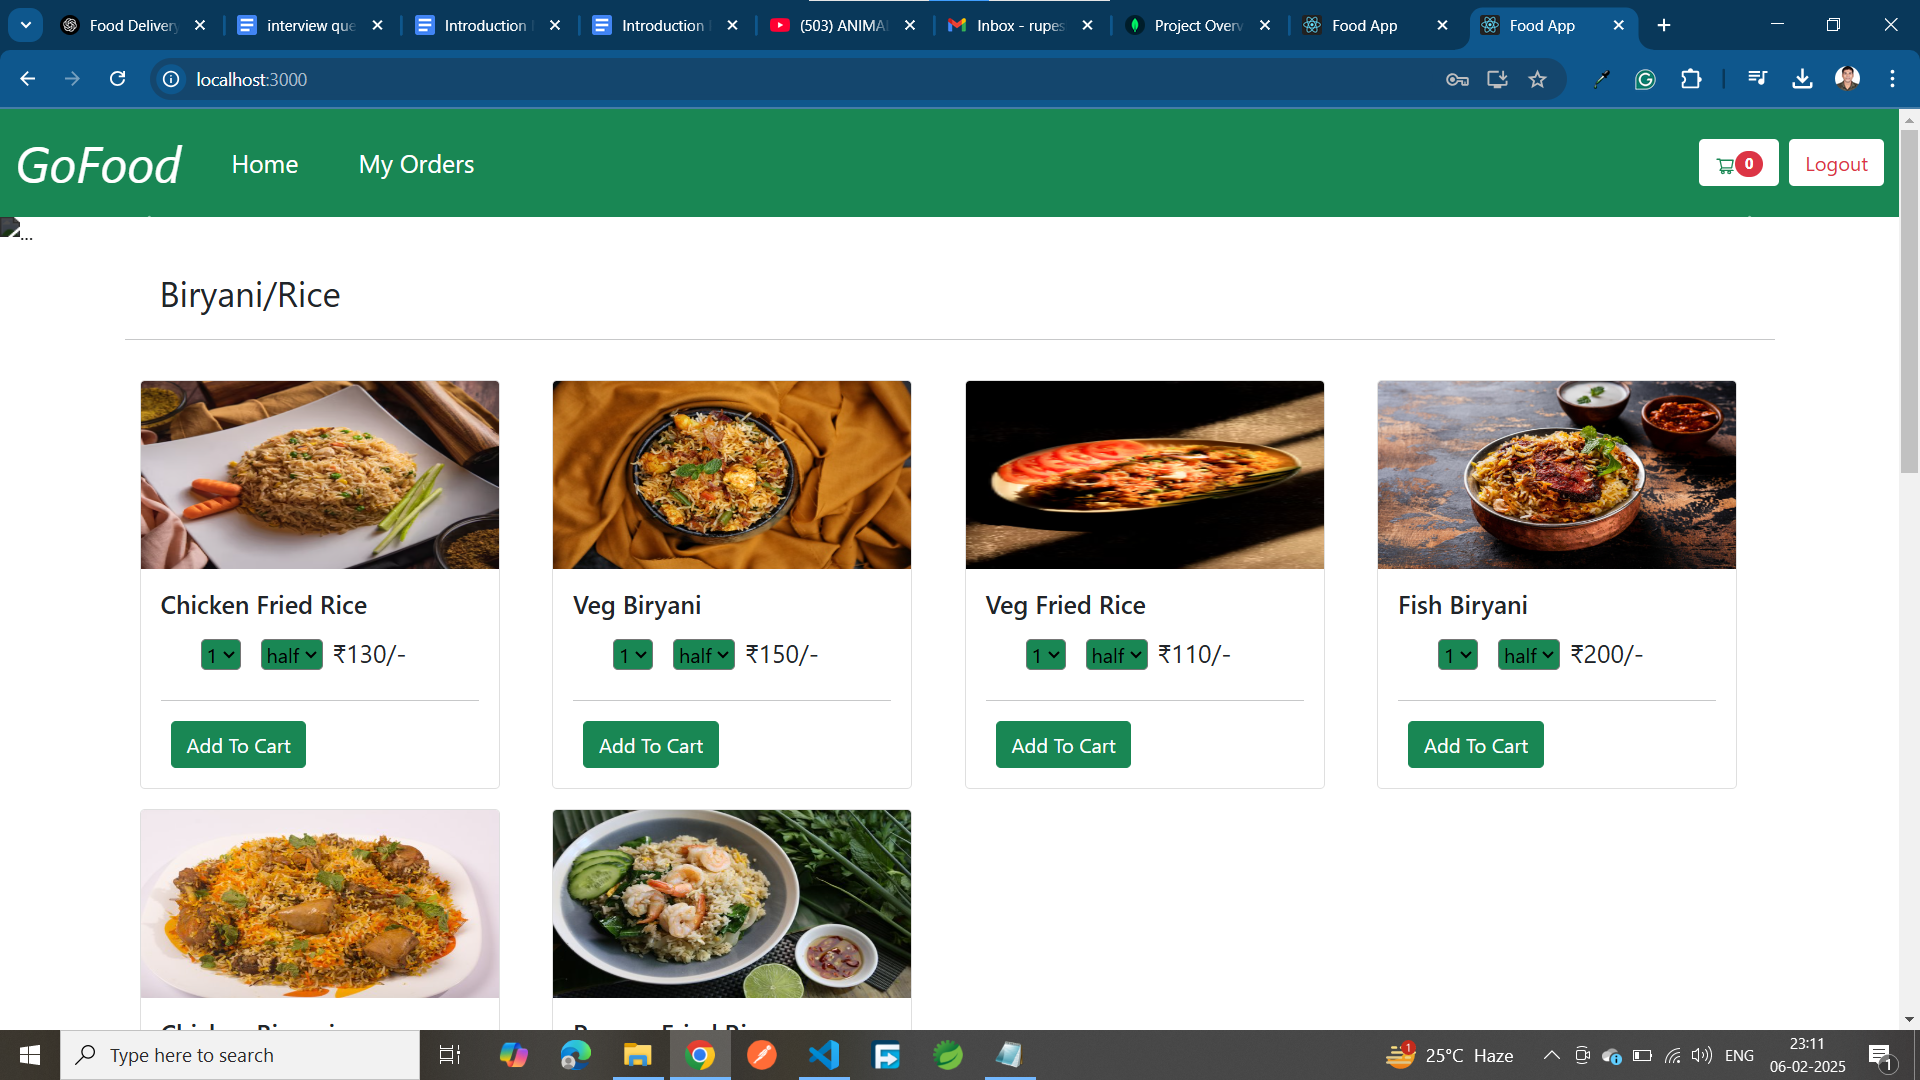 Food Delivery
interview que
Introduction
Introduction
(503) ANIMA
Inbox - rupes
Project Overv
Food App
Food App
localhost:3000
GoFood
Home
My Orders
0
Logout
...
Biryani/Rice
Chicken Fried Rice
1 half ₹130/-
Add To Cart
Veg Biryani
1 half ₹150/-
Add To Cart
Veg Fried Rice
1 half ₹110/-
Add To Cart
Fish Biryani
1 half ₹200/-
Add To Cart
Type here to search
1
25°C Haze
ENG
23:11
06-02-2025
1